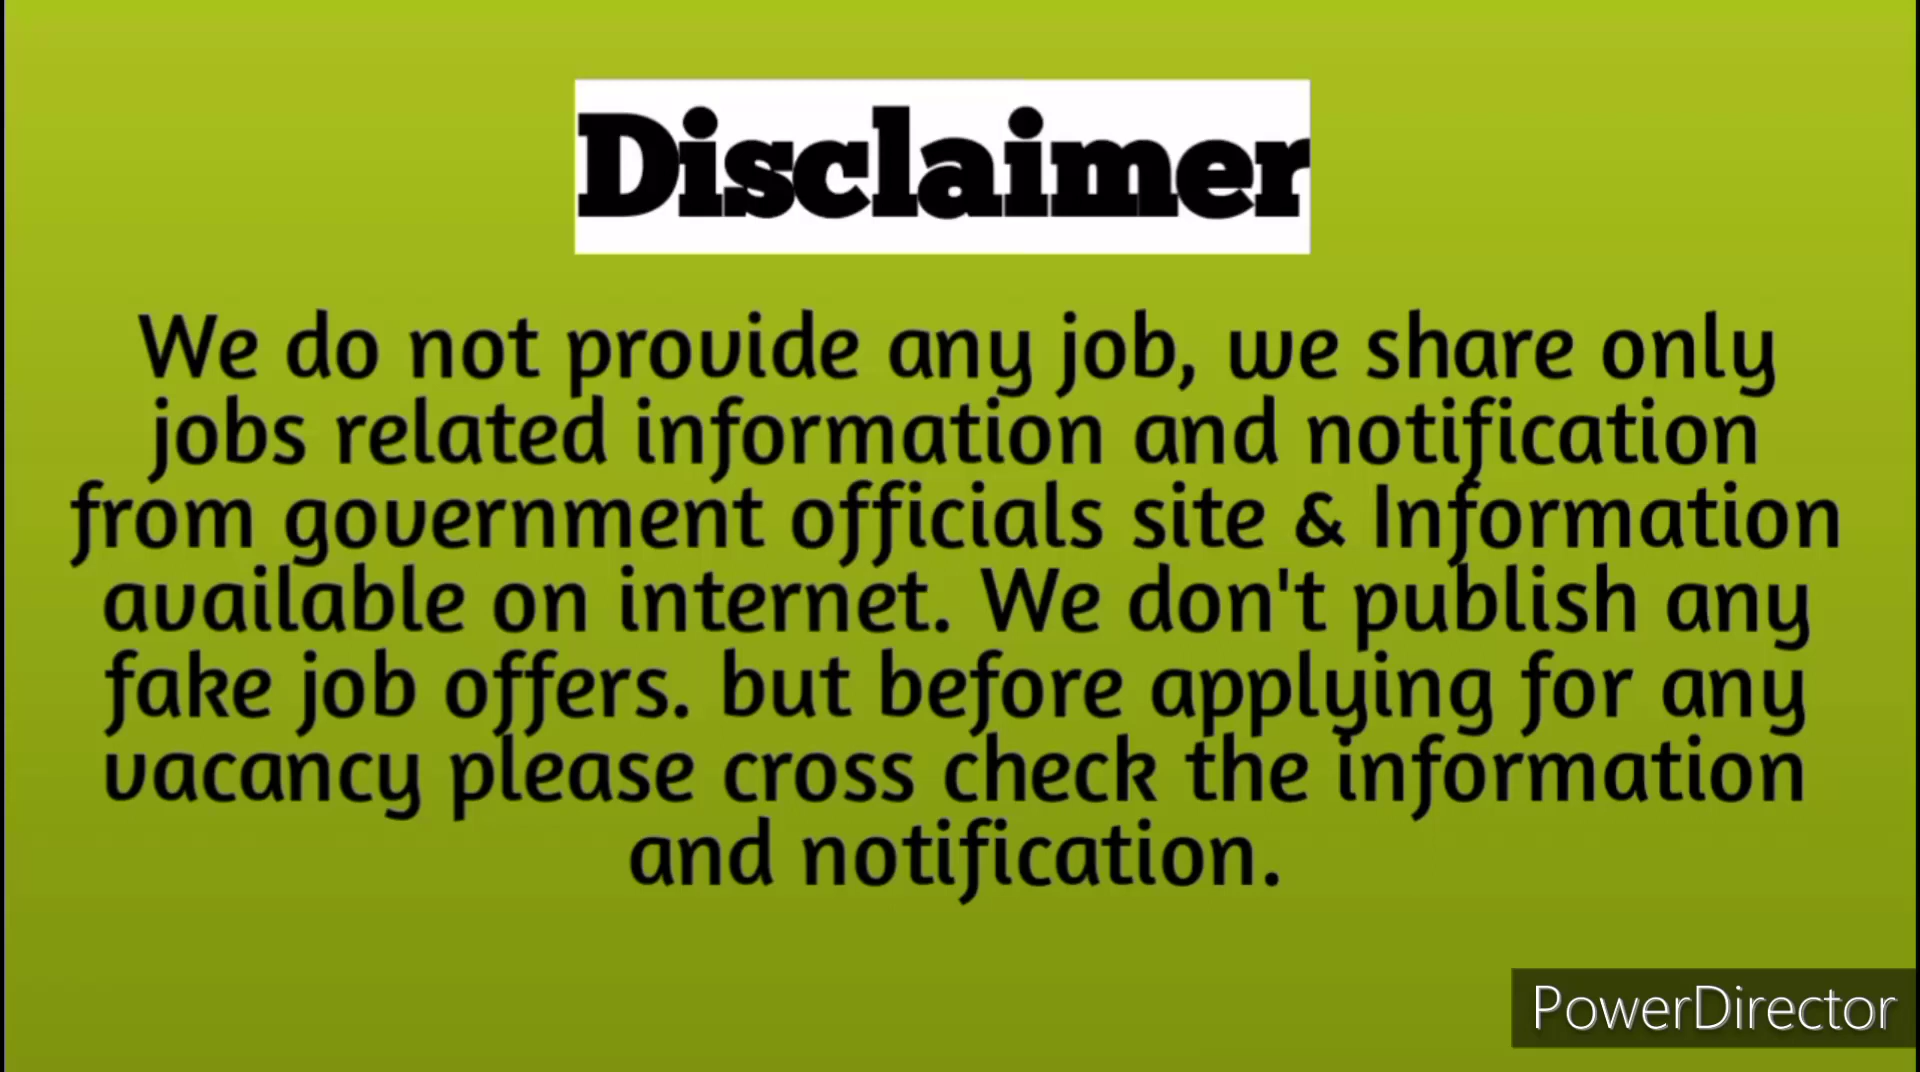 Disclaimer
We do not provide any job, we share only
jobs related information and notification
from government officials site & Information
available on internet. We don't publish any
fake job offers. but before applying for any
vacancy please cross check the information
and notification.
PowerDirector